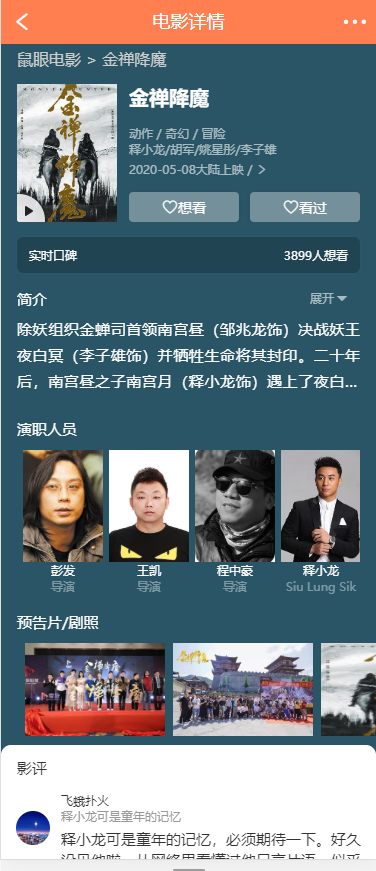 电影详情
鼠眼电影 > 金禅降魔
MONSTER HUNTER
金禅降魔
金禅降魔
动作 / 奇幻 / 冒险
释小龙/胡军/姚星彤/李子雄
2020-05-08大陆上映 / >
想看
看过
实时口碑
3899人想看
简介
展开
除妖组织金蝉司首领南宫昼（邹兆龙饰）决战妖王
夜白冥（李子雄饰）并牺牲生命将其封印。二十年
后，南宫昼之子南宫月（释小龙饰）遇上了夜白...
演职人员
彭发
导演
王凯
导演
程中豪
导演
释小龙
Siu Lung Sik
预告片/剧照
影评
飞蛾扑火
释小龙可是童年的记忆
释小龙可是童年的记忆，必须期待一下。好久